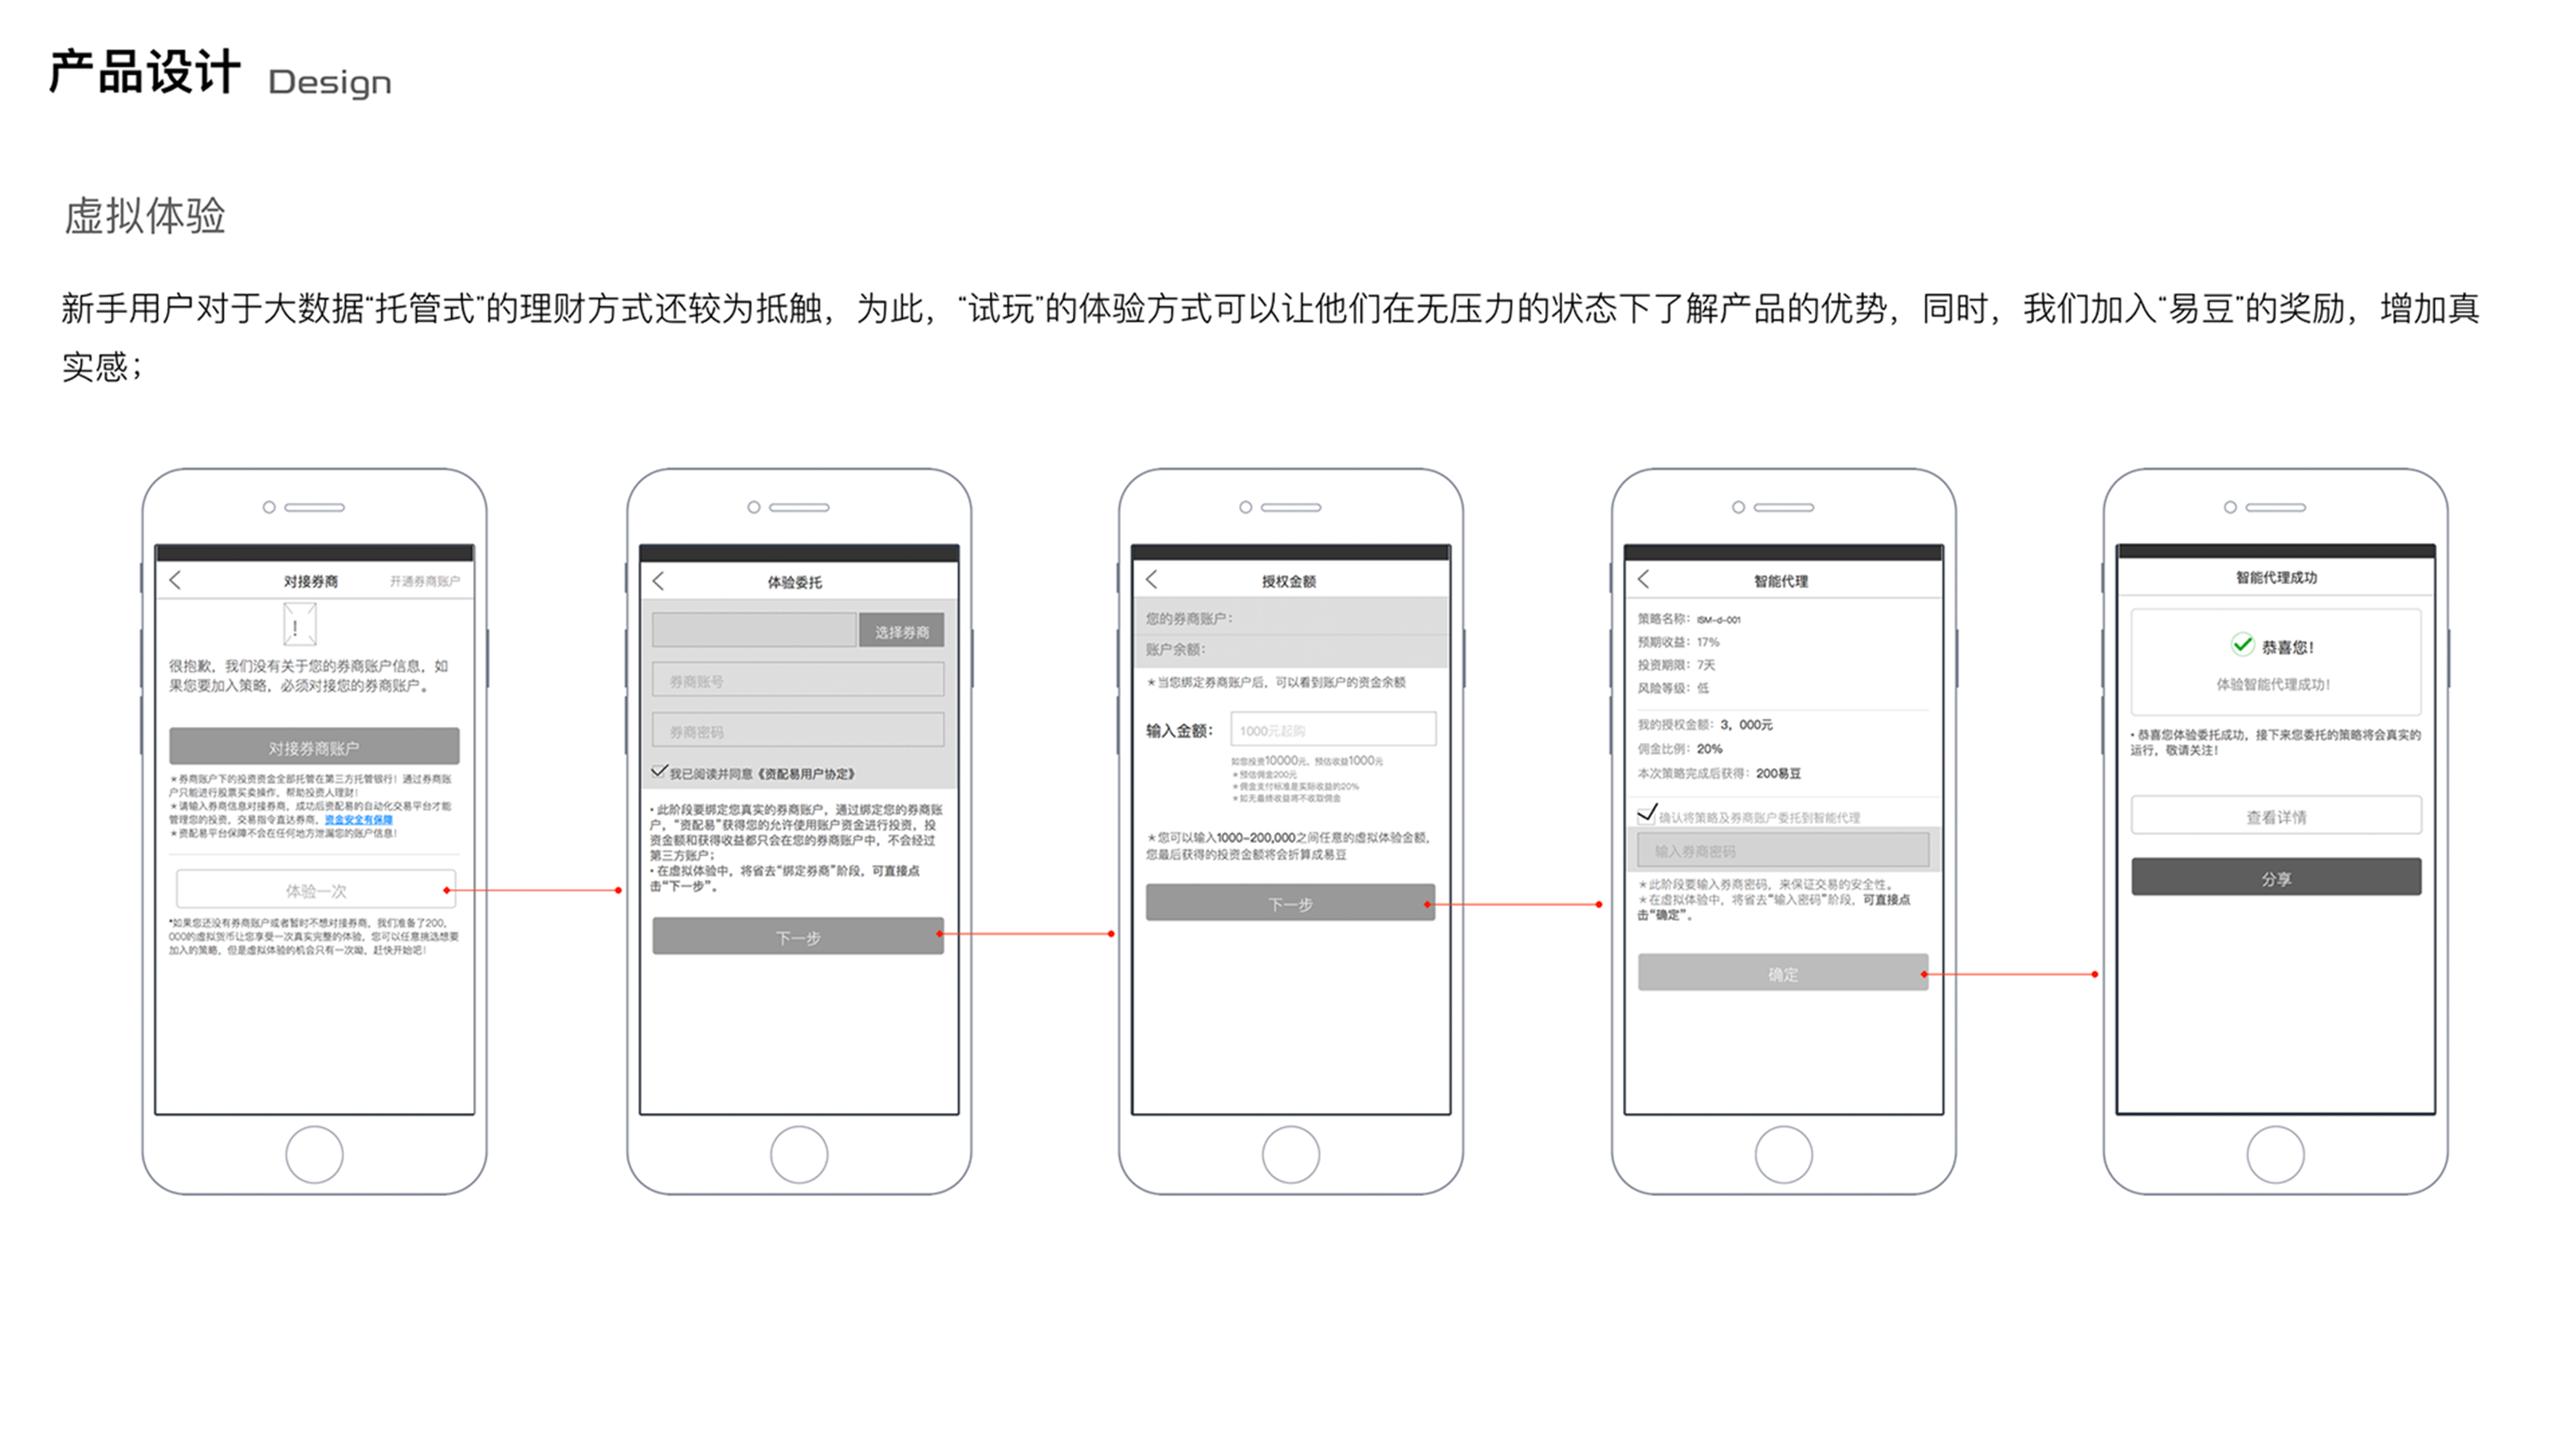 产品设计 Design
虚拟体验
新手用户对于大数据“托管式”的理财方式还较为抵触，为此，“试玩”的体验方式可以让他们在无压力的状态下了解产品的优势，同时，我们加入“易豆”的奖励，增加真
实感；
对接券商 开通券商账户
!
很抱歉，我们没有关于您的券商账户信息，如
果您要加入策略，必须对接您的券商账户。
对接券商账户
＊券商账户下的投资资金全部托管在第三方托管银行！通过券商账
户只能进行股票买卖操作，帮助投资人理财！
＊请输入券商信息对接券商，成功后资配易的自动化交易平台才能
管理您的投资，交易指令直达券商，资金安全有保障
＊资配易平台保障不会在任何地方泄漏您的账户信息！
体验一次
*如果您还没有券商账户或者暂时不想对接券商，我们准备了200,
000的虚拟货币让您享受一次真实完整的体验，您可以任意挑选想要
加入的策略，但是虚拟体验的机会只有一次呦，赶快开始吧！
体验委托
选择券商
券商账号
券商密码
我已阅读并同意《资配易用户协定》
• 此阶段要绑定您真实的券商账户，通过绑定您的券商账
户，“资配易”获得您的允许使用账户资金进行投资，投
资金额和获得收益都只会在您的券商账户中，不会经过
第三方账户；
• 在虚拟体验中，将省去“绑定券商”阶段，可直接点
击“下一步”。
下一步
授权金额
您的券商账户：
账户余额：
＊当您绑定券商账户后，可以看到账户的资金余额
输入金额： 1000元起购
如您投资10000元，预估收益1000元
＊预估佣金200元
＊佣金支付标准是实际收益的20%
＊如无最终收益将不收取佣金
＊您可以输入1000-200,000之间任意的虚拟体验金额，
您最后获得的投资金额将会折算成易豆
下一步
智能代理
策略名称：ISM-d-001
预期收益：17%
投资期限：7天
风险等级：低
我的授权金额：3，000元
佣金比例：20%
本次策略完成后获得：200易豆
确认将策略及券商账户委托到智能代理
输入券商密码
＊此阶段要输入券商密码，来保证交易的安全性。
＊在虚拟体验中，将省去“输入密码”阶段，可直接点
击“确定”。
确定
智能代理成功
恭喜您！
体验智能代理成功！
• 恭喜您体验委托成功，接下来您委托的策略将会真实的
运行，敬请关注！
查看详情
分享